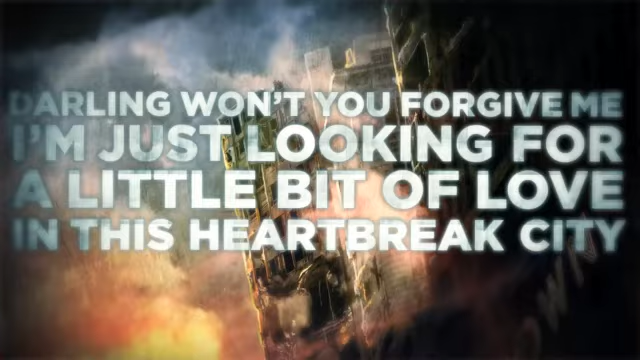 DARLING WON'T YOU FORGIVE ME
I'M JUST LOOKING FOR
A LITTLE BIT OF LOVE
IN THIS HEARTBREAK CITY